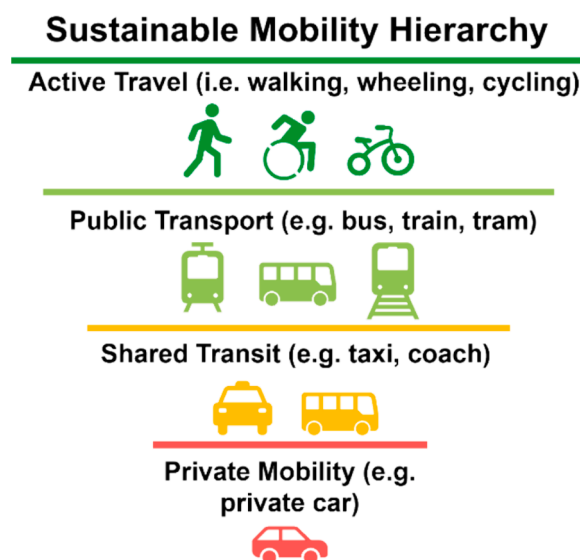 Sustainable Mobility Hierarchy
Active Travel (i.e. walking, wheeling, cycling)
Public Transport (e.g. bus, train, tram)
Shared Transit (e.g. taxi, coach)
Private Mobility (e.g.
private car)